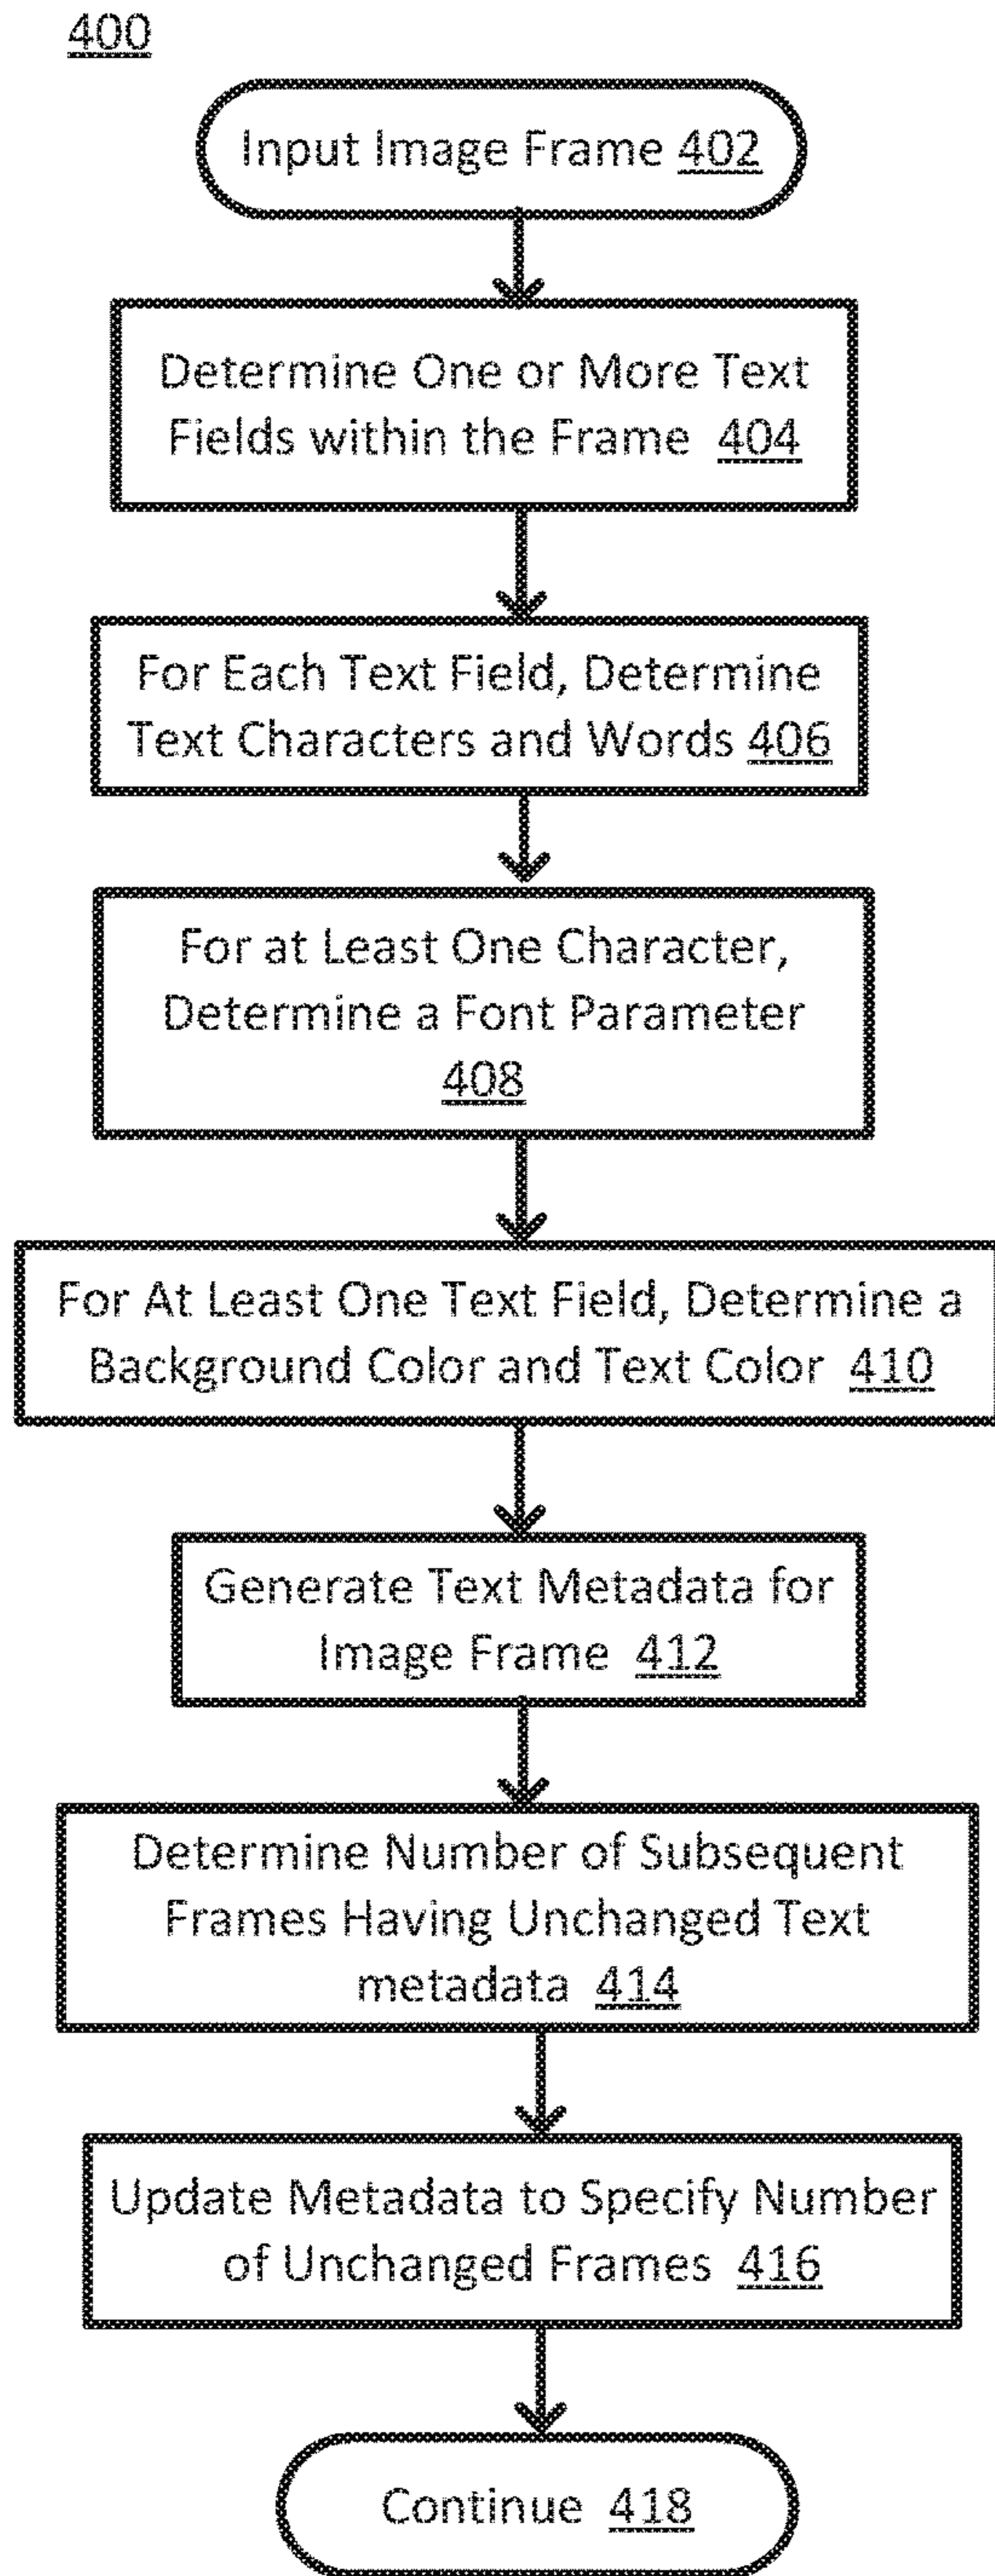 400
Input Image Frame 402
Determine One or More Text
Fields within the Frame 404
For Each Text Field, Determine
Text Characters and Words 406
For at Least One Character,
Determine a Font Parameter
408
For At Least One Text Field, Determine a
Background Color and Text Color 410
Generate Text Metadata for
Image Frame 412
Determine Number of Subsequent
Frames Having Unchanged Text
metadata 414
Update Metadata to Specify Number
of Unchanged Frames 416
Continue 418